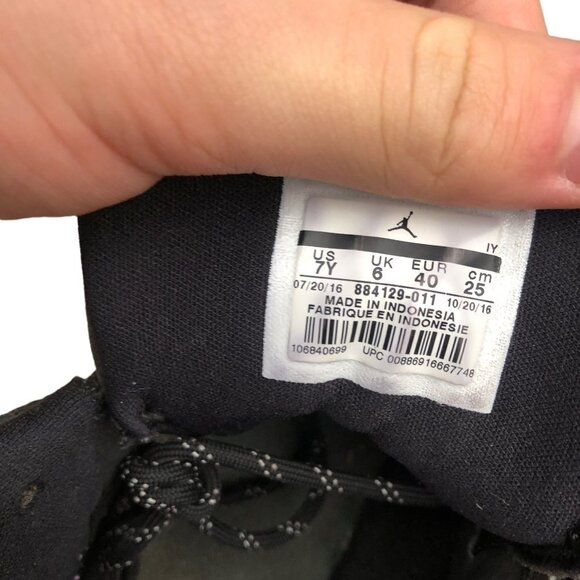 IY
US UK EUR cm
7Y 6 40 25
07/20/16 884129-011 10/20/16
MADE IN INDONESIA
FABRIQUE EN INDONESIE
106840699 UPC 00886916667748